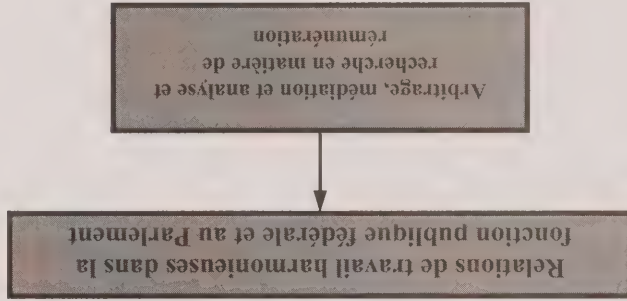 Relations de travail harmonieuses dans la
fonction publique fédérale et au Parlement
Arbitrage, médiation et analyse et
recherche en matière de
rémunération